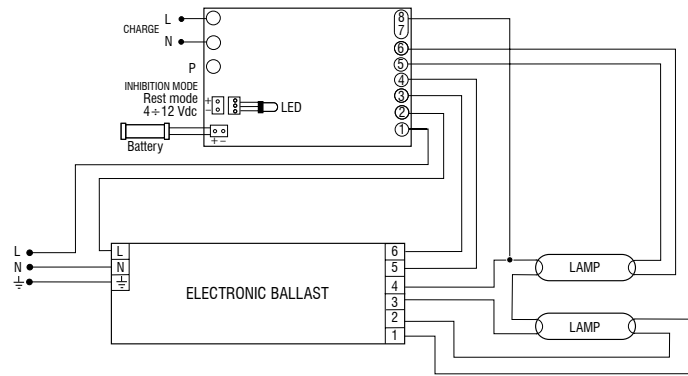 L
CHARGE
N
P
INHIBITION MODE
Rest mode
4÷12 Vdc
+
−
LED
Battery
+ −
8
7
6
5
4
3
2
1
L
N
L
N
ELECTRONIC BALLAST
6
5
4
3
2
1
LAMP
LAMP